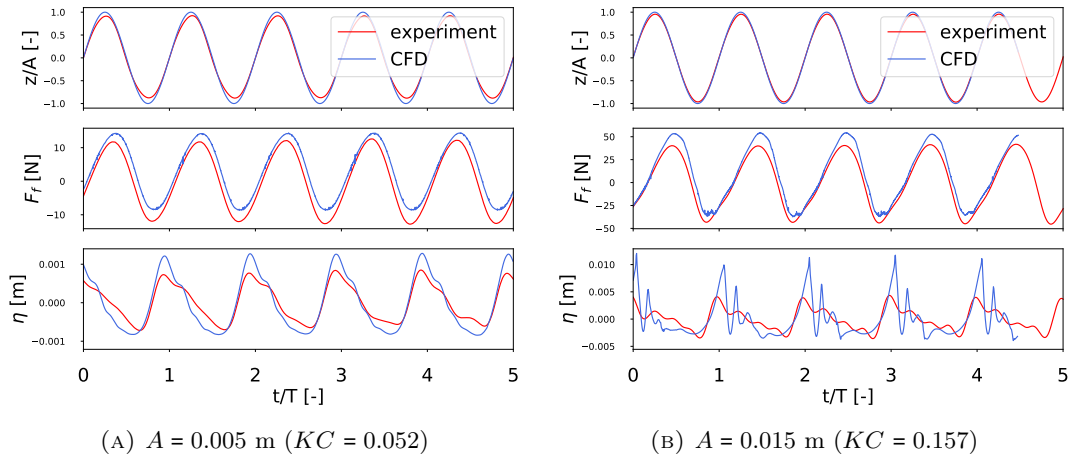 1.0
0.5
0.0
−0.5
−1.0
z/A [-]
experiment
CFD
10
0
−10
F_f [N]
0.001
0.000
−0.001
η [m]
0 1 2 3 4 5
t/T [-]
(A) A = 0.005 m (KC = 0.052)
1.0
0.5
0.0
−0.5
−1.0
z/A [-]
experiment
CFD
50
25
0
−25
−50
F_f [N]
0.010
0.005
0.000
−0.005
η [m]
0 1 2 3 4 5
t/T [-]
(B) A = 0.015 m (KC = 0.157)